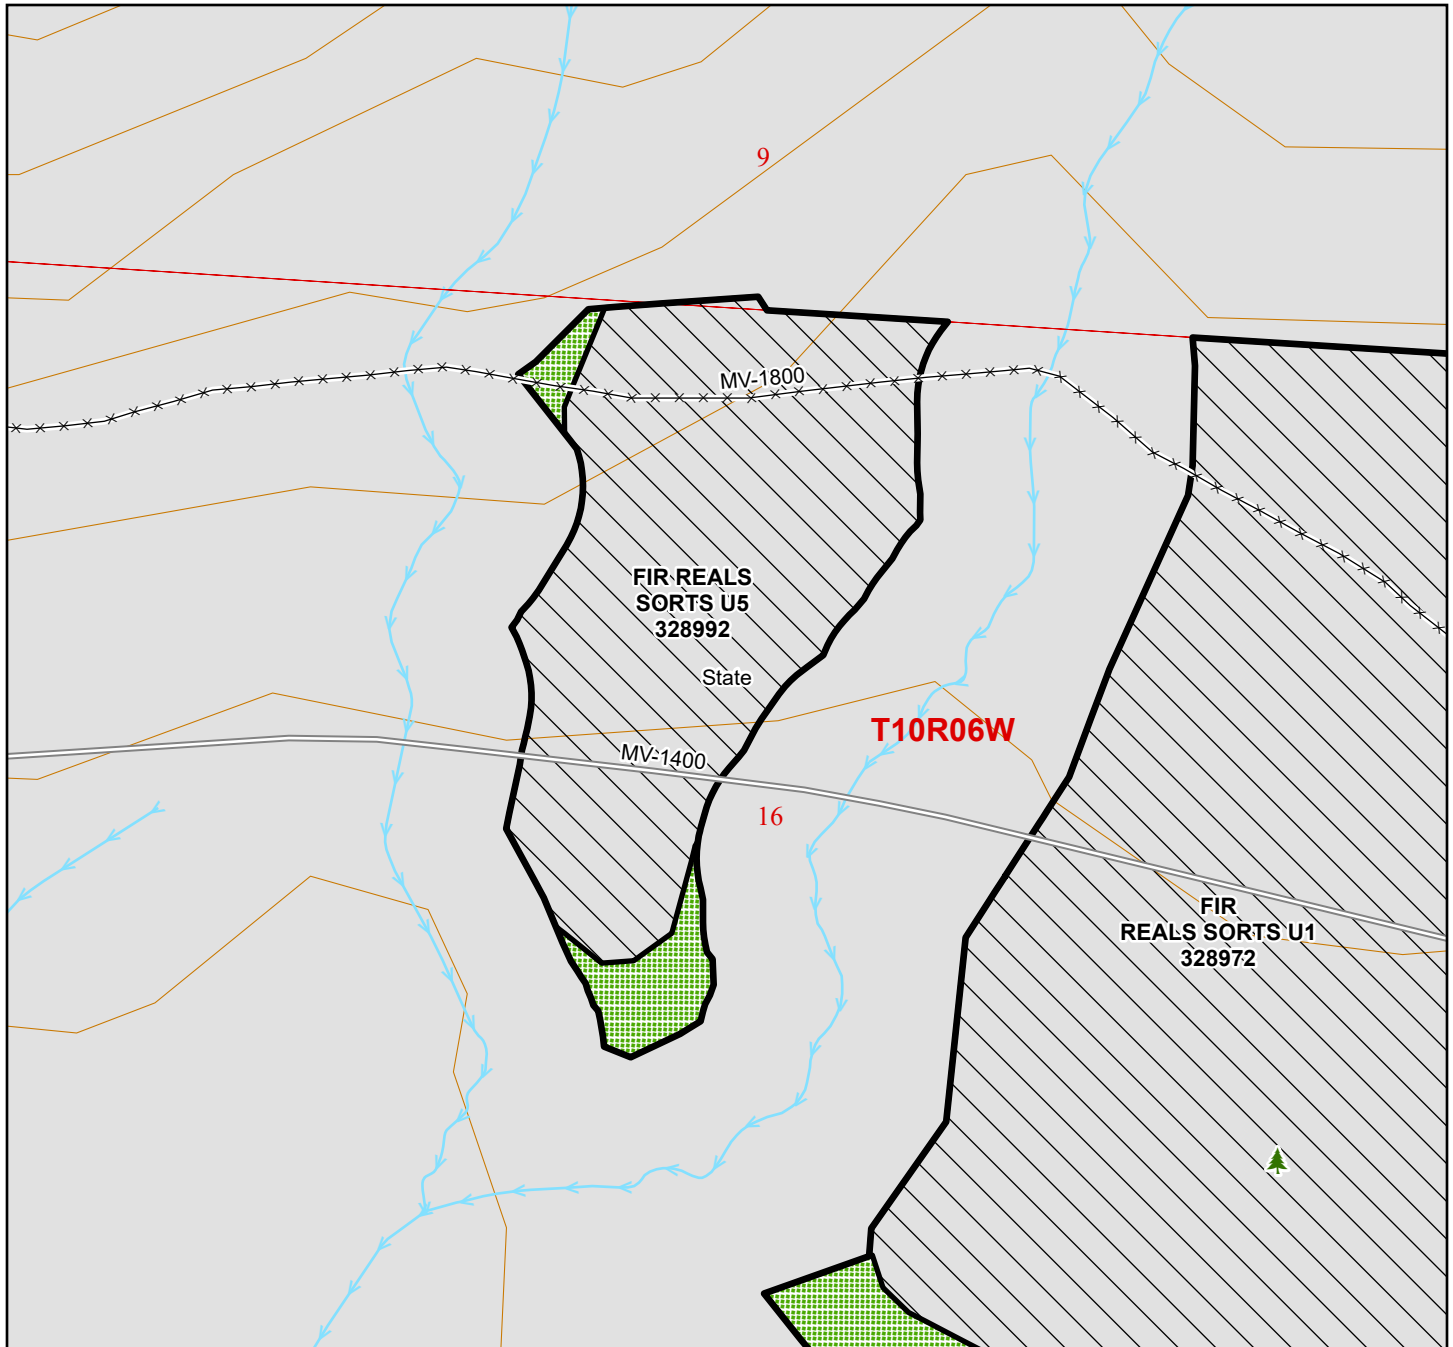 9
MV-1800
FIR REALS
SORTS U5
328992
State
T10R06W
MV-1400
16
FIR
REALS SORTS U1
328972